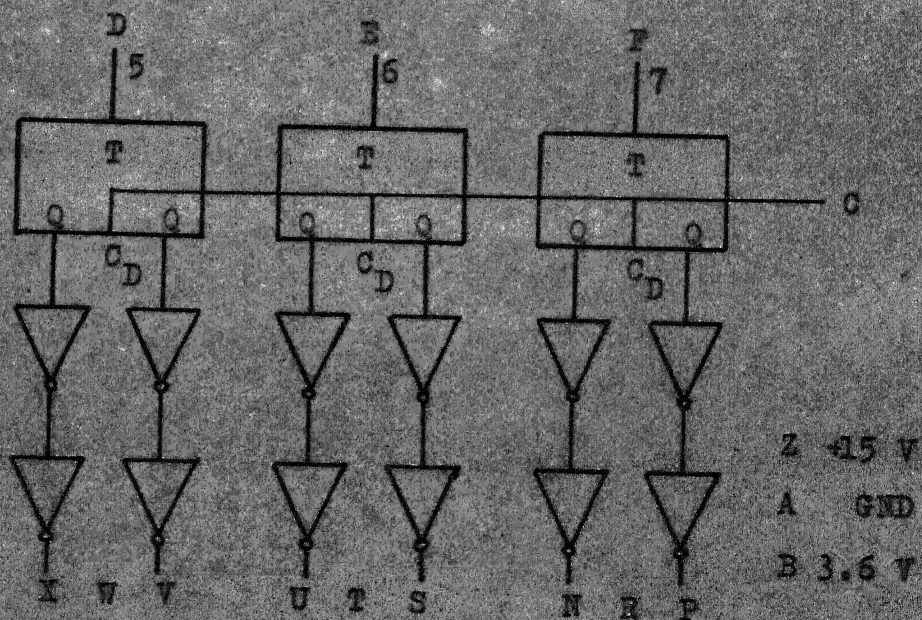 D E F
5 6 7
T T T
C
Q Q Q Q Q Q
CD CD CD
Z +15 V
A GND
B 3.6 V
X W V U T S N R P